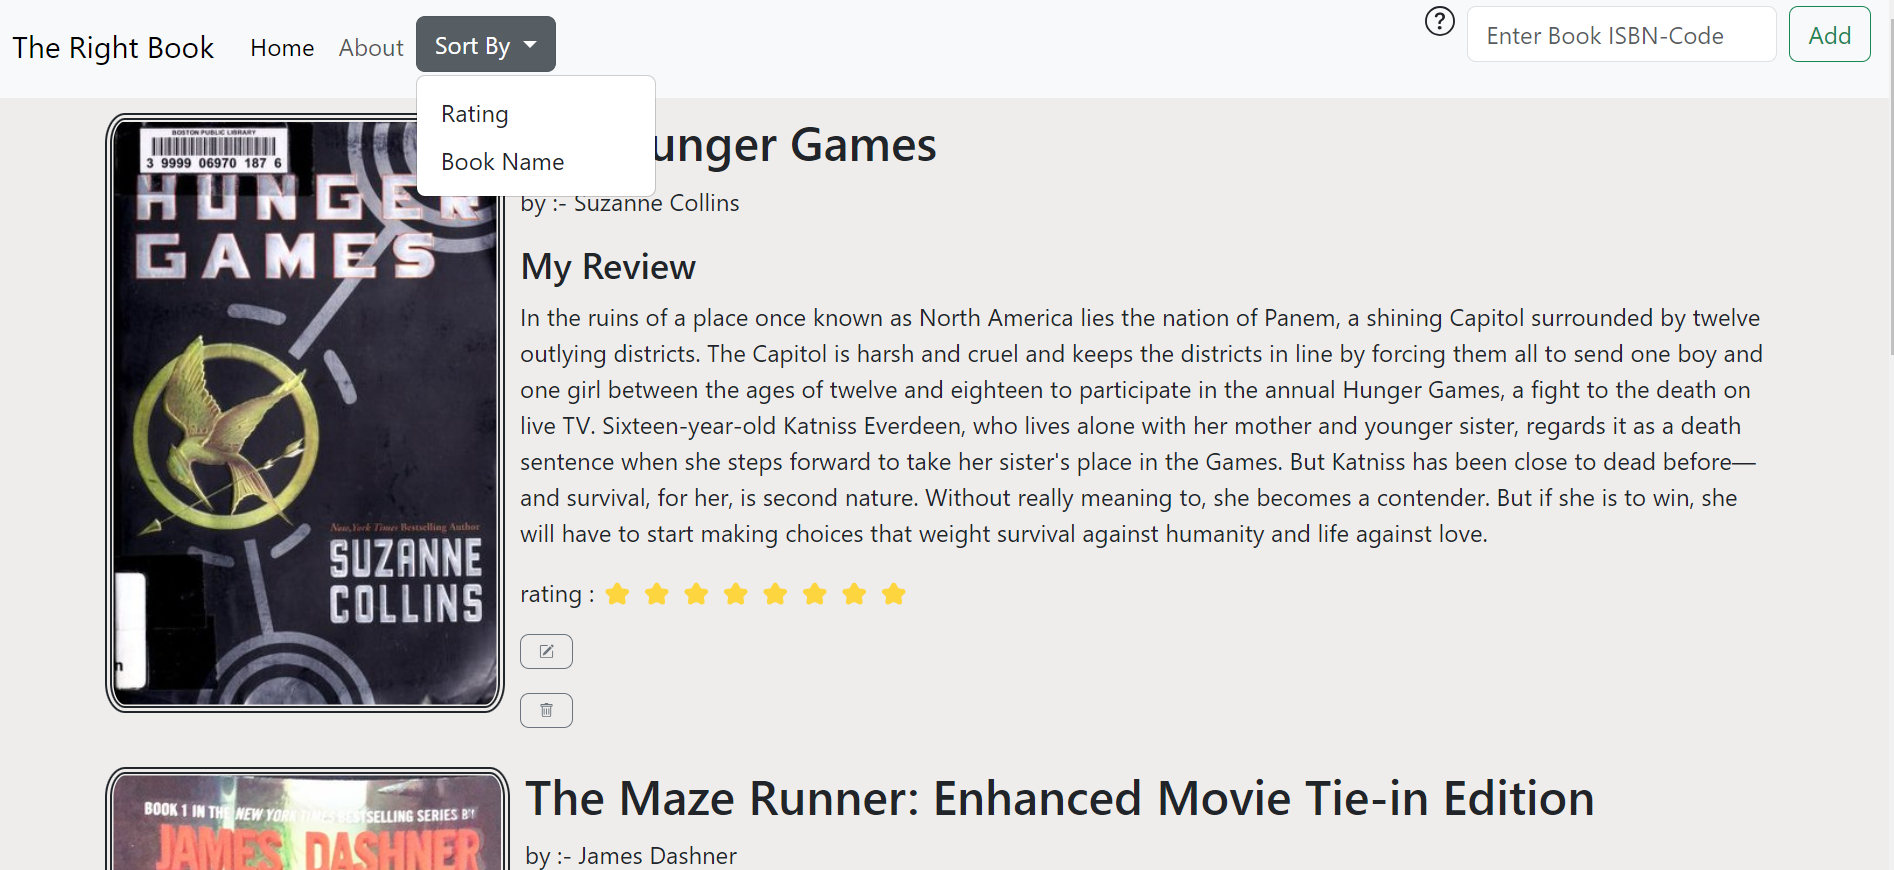 The Right Book
Home
About
Sort By
?
Enter Book ISBN-Code
Add
Rating
Book Name
BOSTON PUBLIC LIBRARY
3 9999 06970 187 6
HUNGER
GAMES
New York Times Bestselling Author
SUZANNE
COLLINS
n
unger Games
by :- Suzanne Collins
My Review
In the ruins of a place once known as North America lies the nation of Panem, a shining Capitol surrounded by twelve
outlying districts. The Capitol is harsh and cruel and keeps the districts in line by forcing them all to send one boy and
one girl between the ages of twelve and eighteen to participate in the annual Hunger Games, a fight to the death on
live TV. Sixteen-year-old Katniss Everdeen, who lives alone with her mother and younger sister, regards it as a death
sentence when she steps forward to take her sister's place in the Games. But Katniss has been close to dead before—
and survival, for her, is second nature. Without really meaning to, she becomes a contender. But if she is to win, she
will have to start making choices that weight survival against humanity and life against love.
rating :
BOOK 1 IN THE NEW YORK TIMES BESTSELLING SERIES BY
JAMES DASHNER
The Maze Runner: Enhanced Movie Tie-in Edition
by :- James Dashner